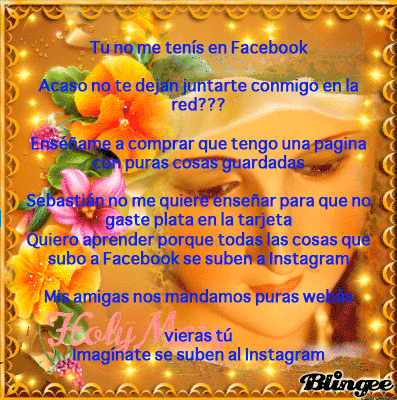 Tu no me tenís en Facebook
Acaso no te dejan juntarte conmigo en la
red???
Enséñame a comprar que tengo una pagina
con puras cosas guardadas
Sebastián no me quiere enseñar para que no
gaste plata en la tarjeta
Quiero aprender porque todas las cosas que
subo a Facebook se suben a Instagram
Mis amigas nos mandamos puras webás
vieras tú
Imagínate se suben al Instagram
Blingee